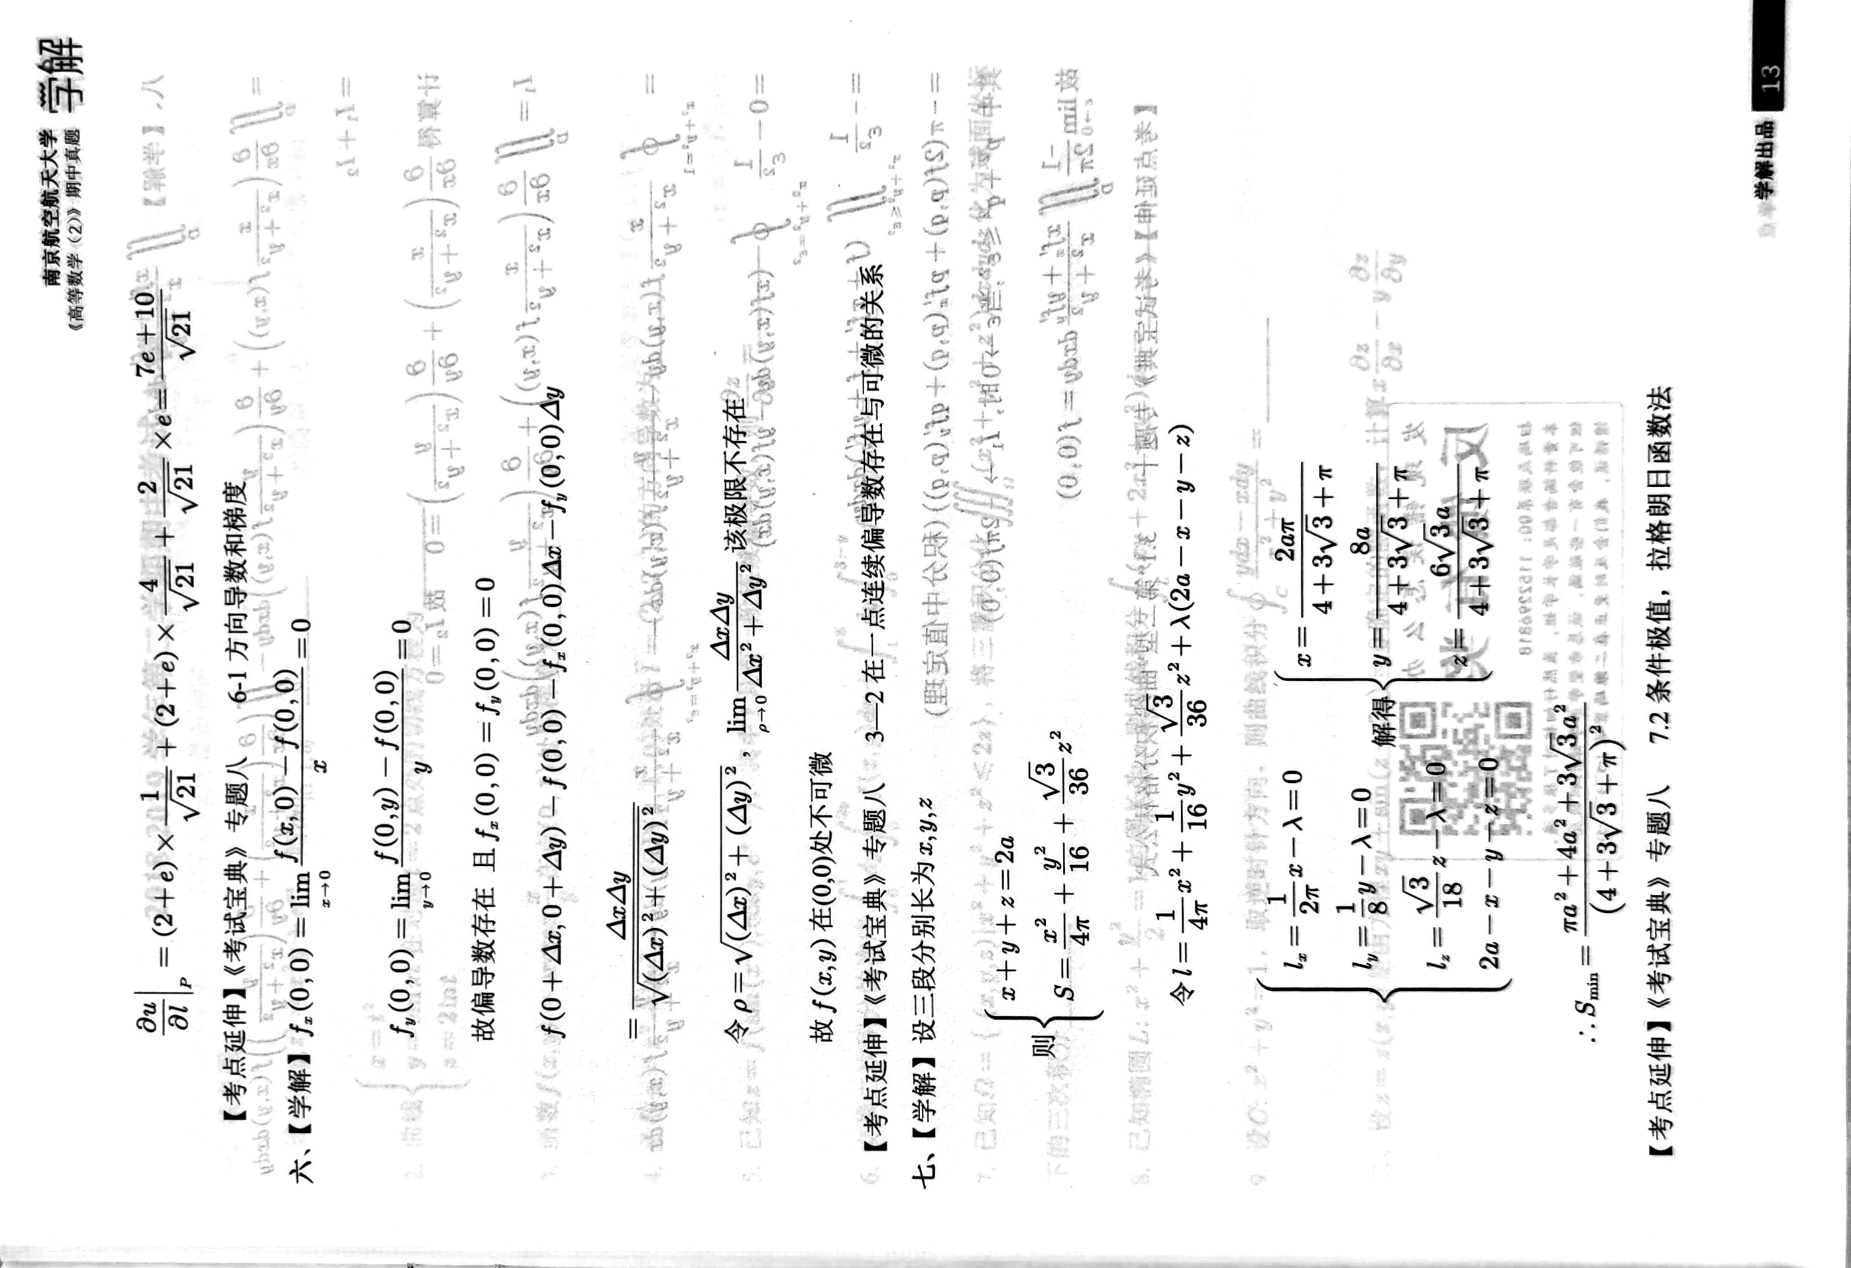 南京航空航天大学
《高等数学(2)》期中真题
学解
∂u/∂l|_P = (2+e)×1/√21 + (2+e)×4/√21 + 2/√21 ×e = (7e+10)/√21
【考点延伸】《考试宝典》专题八 6-1 方向导数和梯度
六、【学解】f_x(0,0) = lim_{x→0} (f(x,0)-f(0,0))/x = 0
f_y(0,0) = lim_{y→0} (f(0,y)-f(0,0))/y = 0
故偏导数存在 且 f_x(0,0) = f_y(0,0) = 0
f(0+Δx,0+Δy) - f(0,0) - f_x(0,0)Δx - f_y(0,0)Δy
= ΔxΔy/√((Δx)²+(Δy)²)
令 ρ=√((Δx)²+(Δy)²), lim_{ρ→0} ΔxΔy/(Δx²+Δy²) 该极限不存在
故 f(x,y) 在(0,0)处不可微
【考点延伸】《考试宝典》专题八 3—2 在一点连续偏导数存在与可微的关系
七、【学解】设三段分别长为 x,y,z
则 { x+y+z=2a
S = x²/4π + y²/16 + √3/36 z²
令 l = 1/4π x² + 1/16 y² + √3/36 z² + λ(2a-x-y-z)
{ l_x = 1/2π x - λ = 0
l_y = 1/8 y - λ = 0
l_z = √3/18 z - λ = 0
2a - x - y - z = 0
解得 { x = 2aπ/(4+3√3+π)
y = 8a/(4+3√3+π)
z = 6√3a/(4+3√3+π)
∴ S_min = (πa²+4a²+3√3a²)/(4+3√3+π)²
【考点延伸】《考试宝典》专题八 7.2 条件极值，拉格朗日函数法
学解出品 13